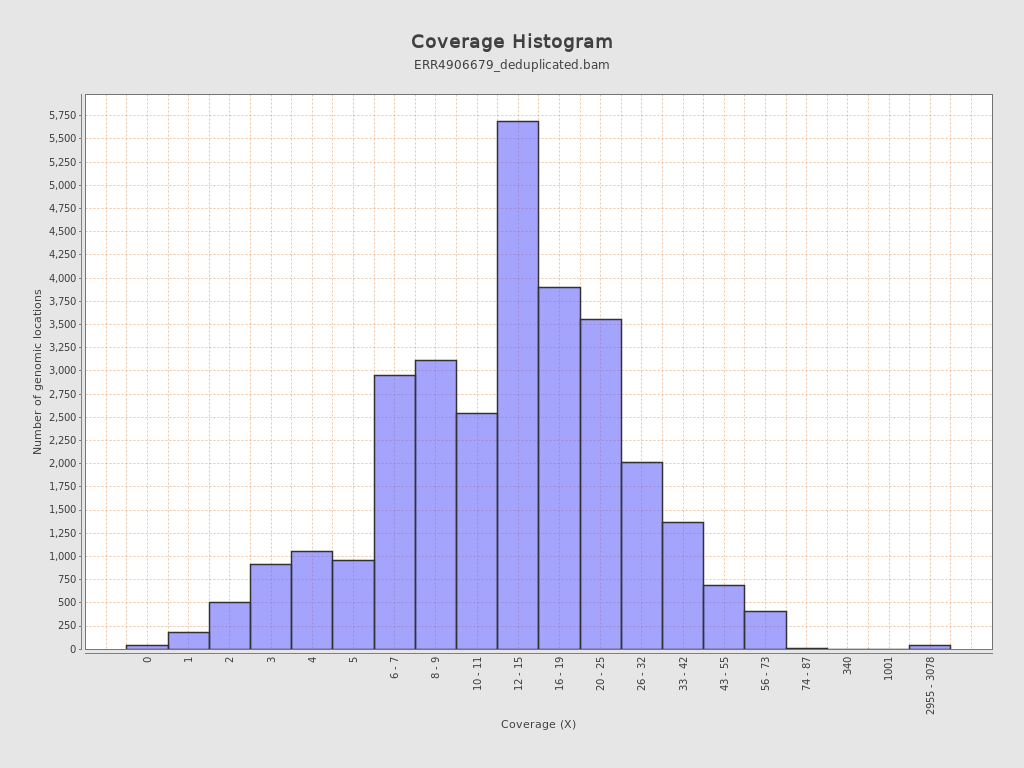 Coverage Histogram
ERR4906679_deduplicated.bam
Number of genomic locations
5,750
5,500
5,250
5,000
4,750
4,500
4,250
4,000
3,750
3,500
3,250
3,000
2,750
2,500
2,250
2,000
1,750
1,500
1,250
1,000
750
500
250
0
0
1
2
3
4
5
6 - 7
8 - 9
10 - 11
12 - 15
16 - 19
20 - 25
26 - 32
33 - 42
43 - 55
56 - 73
74 - 87
340
1001
2955 - 3078
Coverage (X)